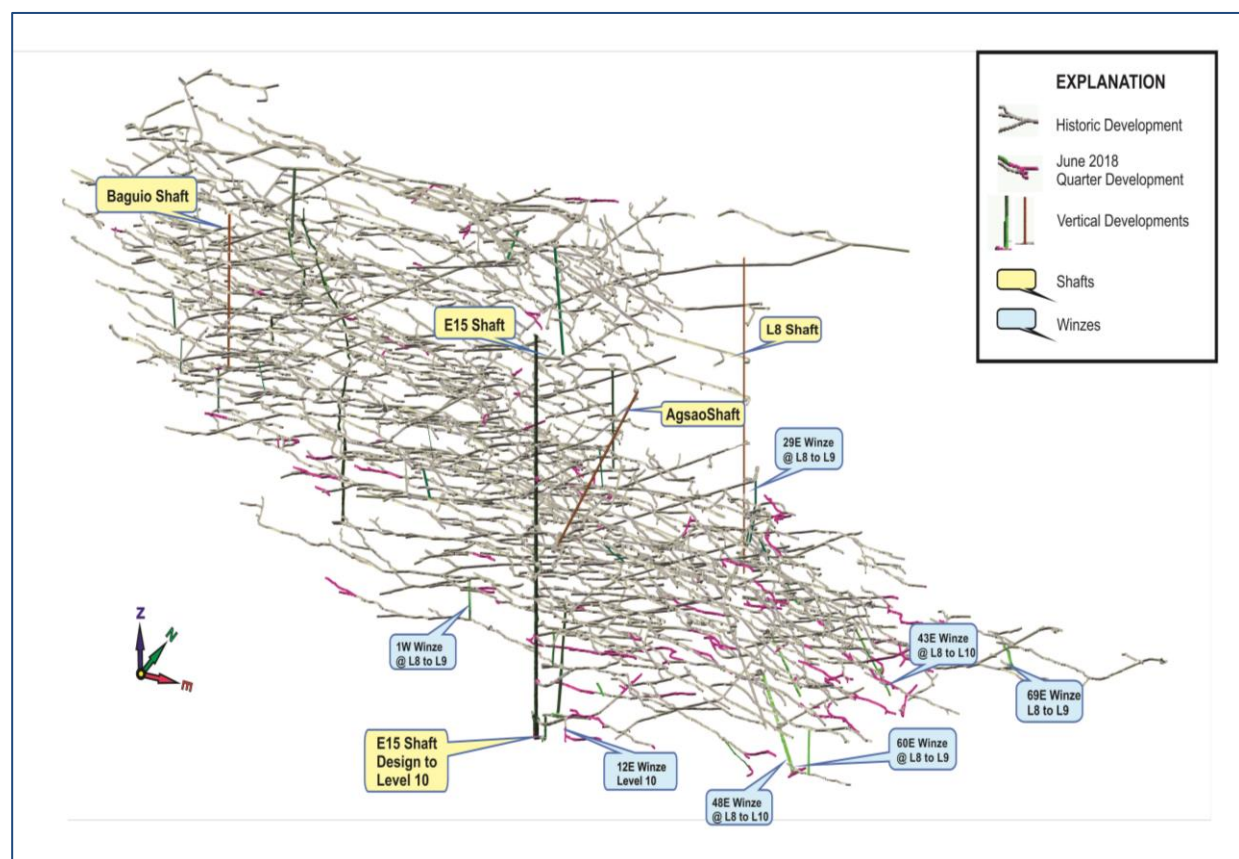 EXPLANATION
Historic Development
June 2018
Quarter Development
Vertical Developments
Shafts
Winzes
Baguio Shaft
E15 Shaft
L8 Shaft
AgsaoShaft
29E Winze
@ L8 to L9
Z
N
E
1W Winze
@ L8 to L9
43E Winze
@ L8 to L10
69E Winze
L8 to L9
E15 Shaft
Design to
Level 10
12E Winze
Level 10
60E Winze
@ L8 to L9
48E Winze
@ L8 to L10